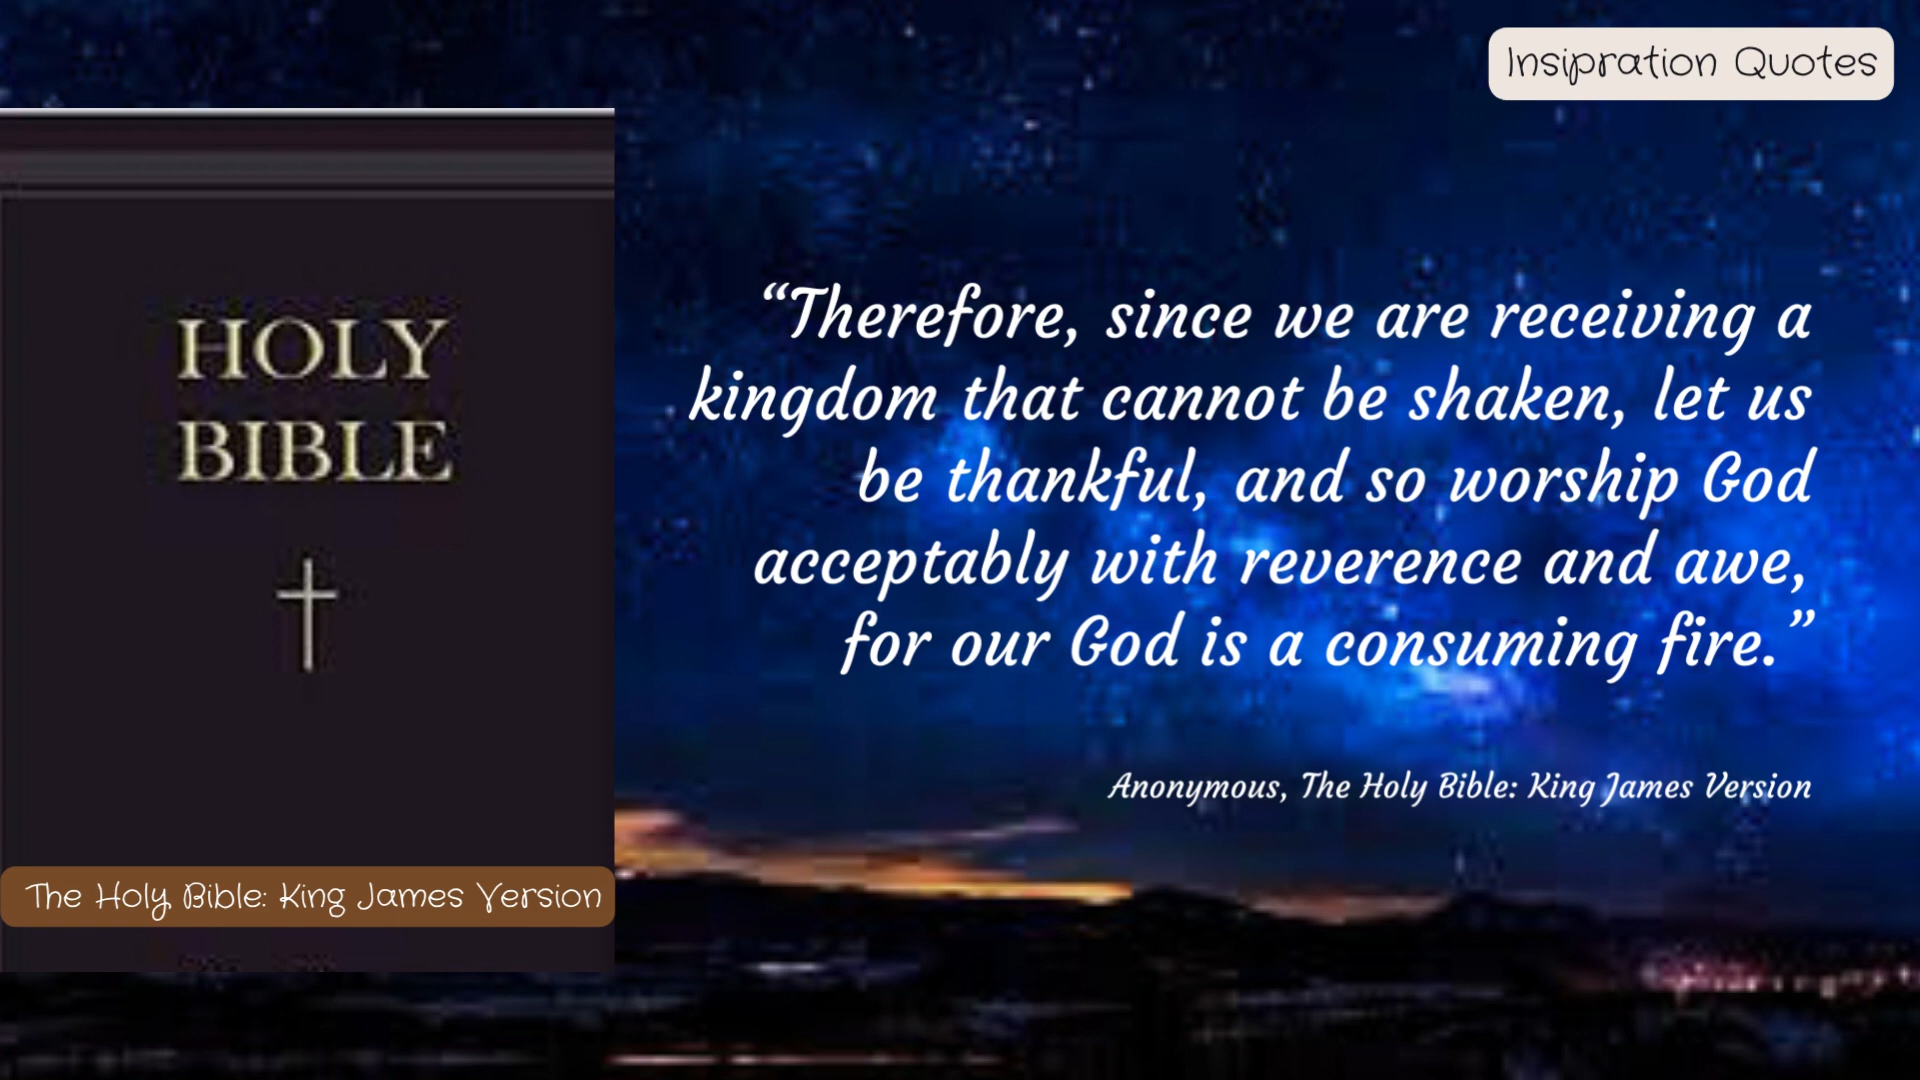 Insipration Quotes
HOLY
BIBLE
“Therefore, since we are receiving a
kingdom that cannot be shaken, let us
be thankful, and so worship God
acceptably with reverence and awe,
for our God is a consuming fire.”
Anonymous, The Holy Bible: King James Version
The Holy Bible: King James Version